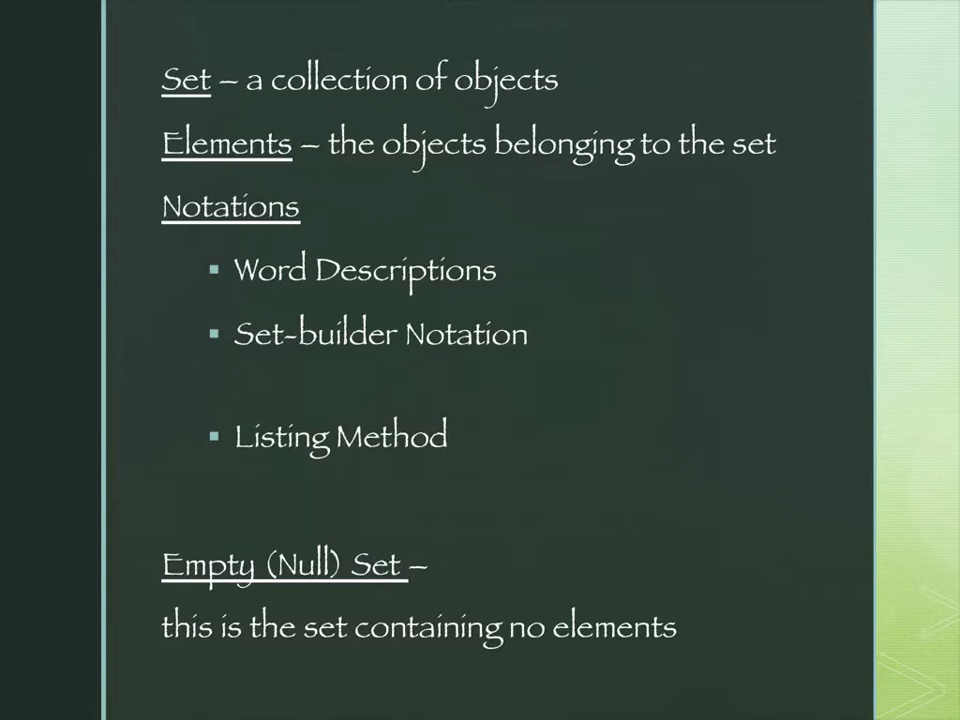 Set – a collection of objects
Elements – the objects belonging to the set
Notations
▪ Word Descriptions
▪ Set-builder Notation
▪ Listing Method
Empty (Null) Set –
this is the set containing no elements